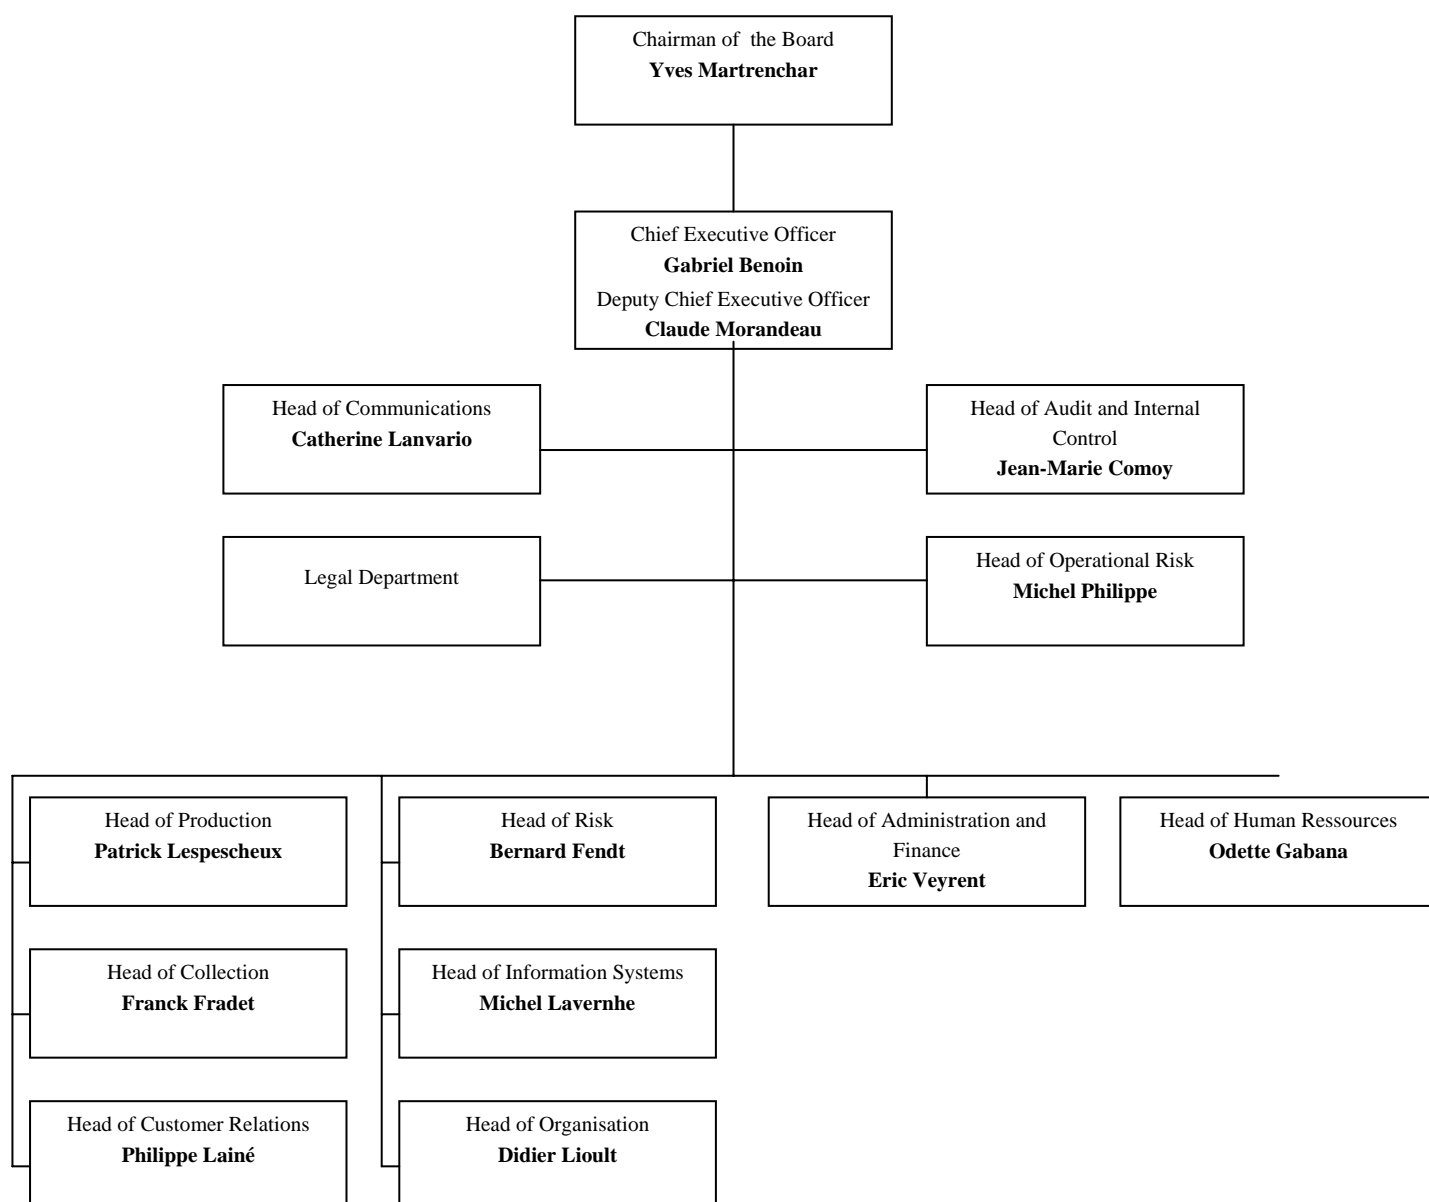 Chairman of  the Board
Yves Martrenchar
Chief Executive Officer
Gabriel Benoin
Deputy Chief Executive Officer
Claude Morandeau
Head of Communications
Catherine Lanvario
Head of Audit and Internal
Control
Jean-Marie Comoy
Legal Department
Head of Operational Risk
Michel Philippe
Head of Production
Patrick Lespescheux
Head of Risk
Bernard Fendt
Head of Administration and
Finance
Eric Veyrent
Head of Human Ressources
Odette Gabana
Head of Collection
Franck Fradet
Head of Information Systems
Michel Lavernhe
Head of Customer Relations
Philippe Lainé
Head of Organisation
Didier Lioult